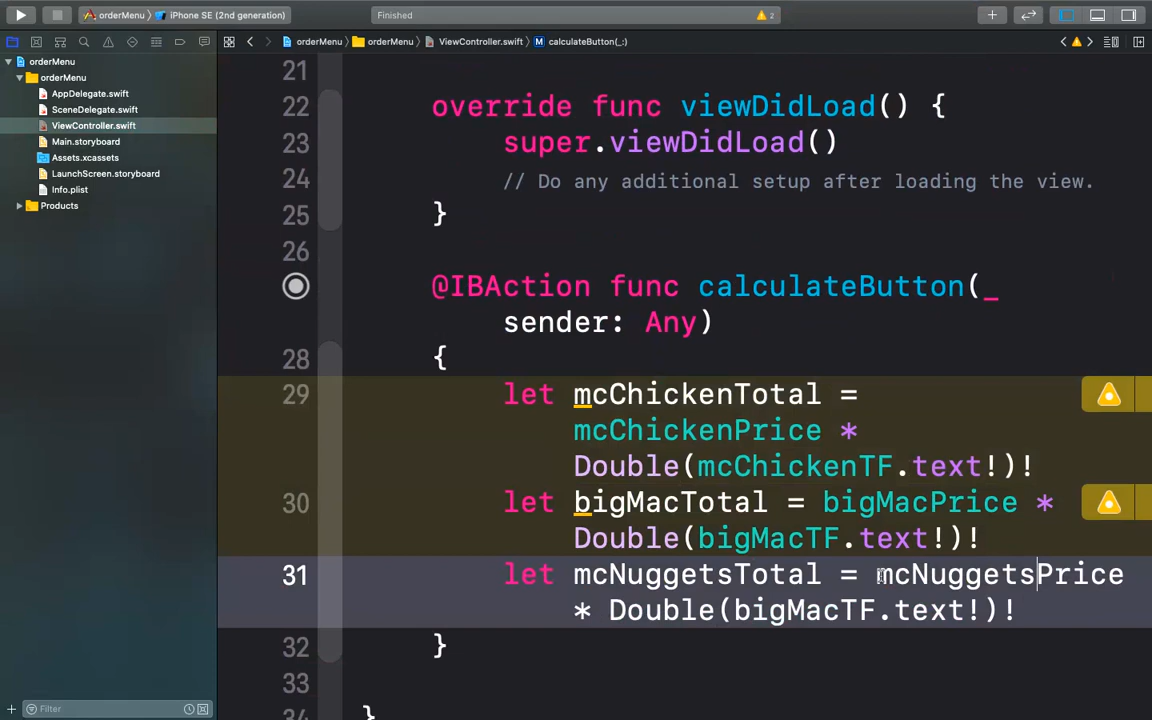 orderMenu iPhone SE (2nd generation) Finished 2
orderMenu orderMenu ViewController.swift M calculateButton(_:)
orderMenu
orderMenu
AppDelegate.swift
SceneDelegate.swift
ViewController.swift
Main.storyboard
Assets.xcassets
LaunchScreen.storyboard
Info.plist
Products
21
22 override func viewDidLoad() {
23 super.viewDidLoad()
24 // Do any additional setup after loading the view.
25 }
26
@IBAction func calculateButton(_
sender: Any)
28 {
29 let mcChickenTotal =
mcChickenPrice *
Double(mcChickenTF.text!)!
30 let bigMacTotal = bigMacPrice *
Double(bigMacTF.text!)!
31 let mcNuggetsTotal = mcNuggetsPrice
* Double(bigMacTF.text!)!
32 }
33
34 }
Filter